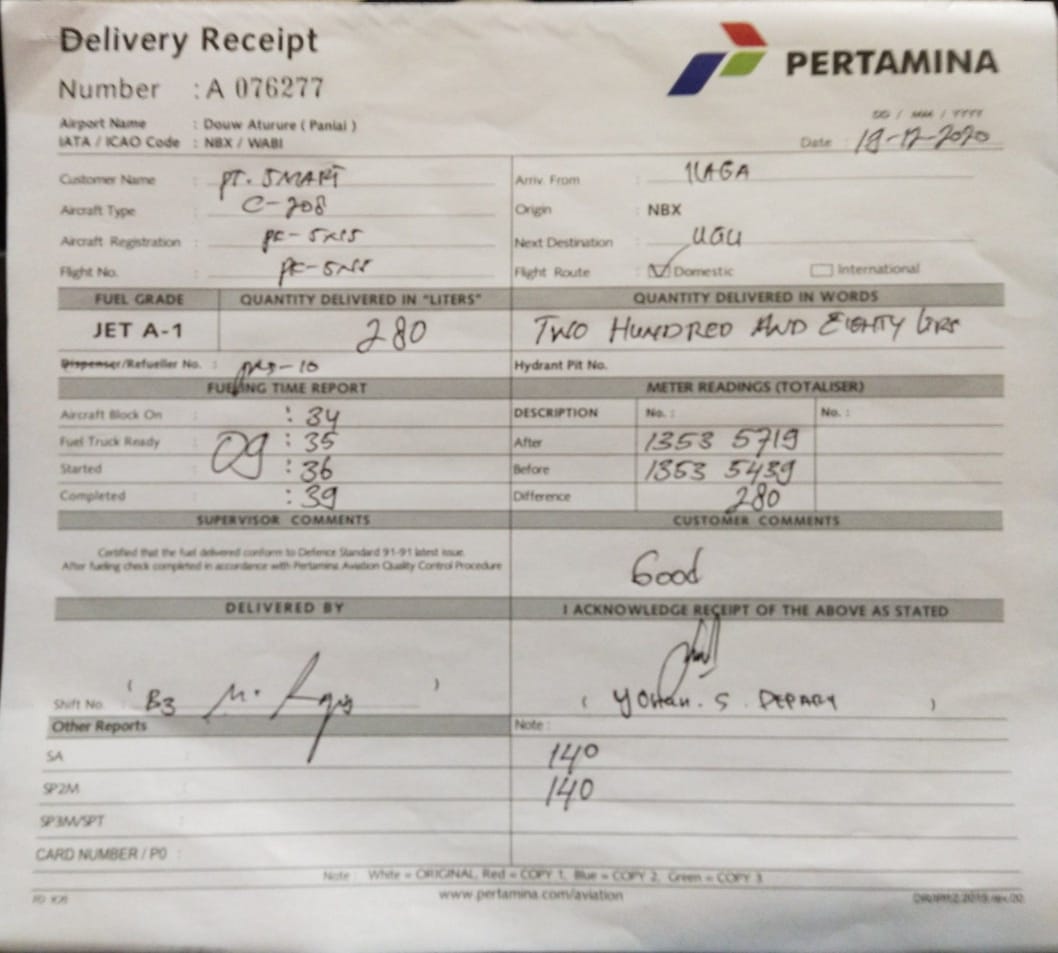 Delivery Receipt
PERTAMINA
Number : A 076277
Airport Name : Douw Aturure ( Paniai )
IATA / ICAO Code : NBX / WABI
DD / MM / YYYY
Date : 18-12-2020
Customer Name : PT. SMART
Arriv. From : ILAGA
Aircraft Type : C-208
Origin : NBX
Aircraft Registration :
Next Destination :
Flight No. :
Flight Route : Domestic International
FUEL GRADE QUANTITY DELIVERED IN "LITERS" QUANTITY DELIVERED IN WORDS
JET A-1 280 TWO HUNDRED AND EIGHTY
Dispenser/Refueller No. :
Hydrant Pit No.
FUELING TIME REPORT METER READINGS (TOTALISER)
Aircraft Block On : : 34
DESCRIPTION No. : No. :
Fuel Truck Ready : 09 : 35
After 1353 5719
Started : : 36
Before 1353 5439
Completed : : 39
Difference 280
SUPERVISOR COMMENTS CUSTOMER COMMENTS
Certified that the fuel delivered conform to Defence Standard 91-91 latest issue.
After fueling check completed in accordance with Pertamina Aviation Quality Control Procedure
Good
DELIVERED BY I ACKNOWLEDGE RECEIPT OF THE ABOVE AS STATED
Shift No. : ( B3 M. )
( YOHAN. S. DEPARY )
Other Reports Note :
SA : 140
SP2M : 140
SP3M/SPT :
CARD NUMBER / PO :
Note : White = ORIGINAL, Red = COPY 1, Blue = COPY 2, Green = COPY 3
www.pertamina.com/aviation